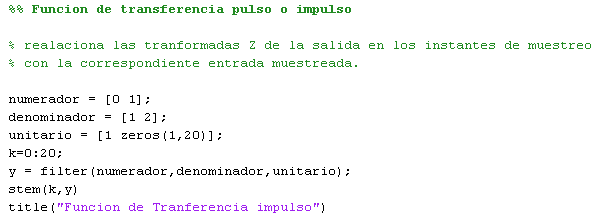 %% Funcion de transferencia pulso o impulso
% realaciona las tranformadas Z de la salida en los instantes de muestreo
% con la correspondiente entrada muestreada.
numerador = [0 1];
denominador = [1 2];
unitario = [1 zeros(1,20)];
k=0:20;
y = filter(numerador,denominador,unitario);
stem(k,y)
title("Funcion de Tranferencia impulso")